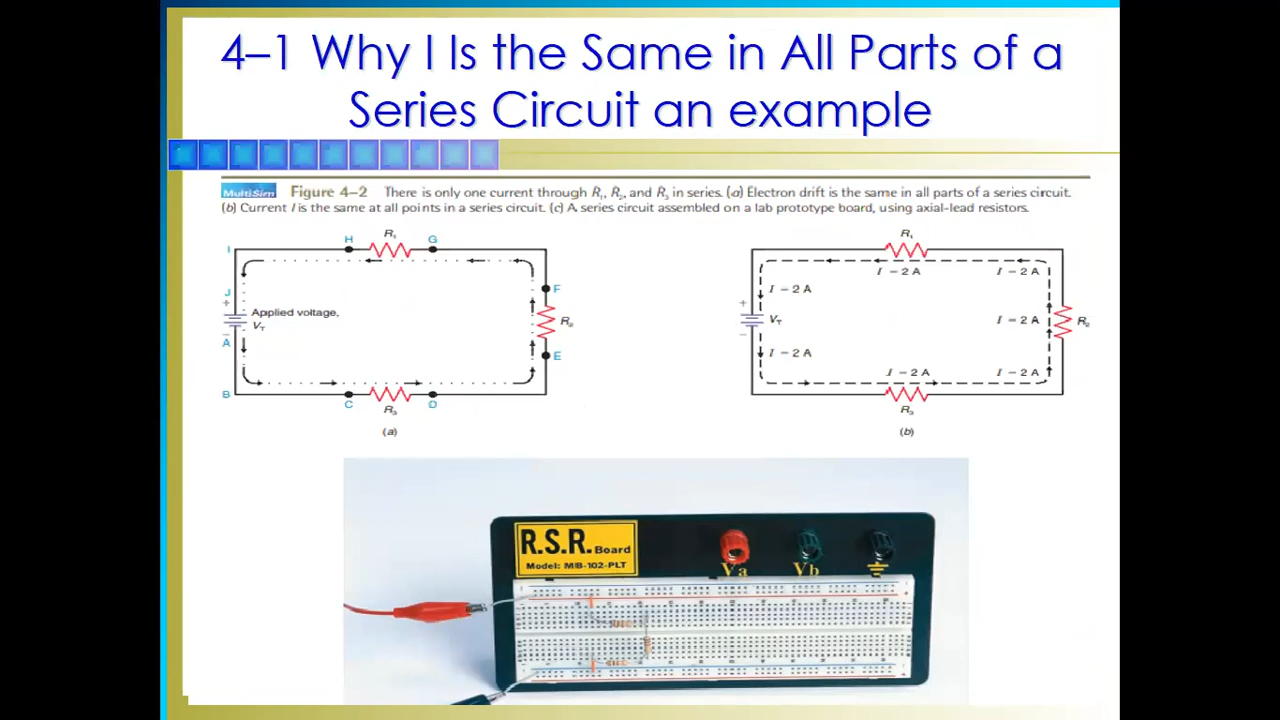 4–1 Why I Is the Same in All Parts of a
Series Circuit an example
MultiSim Figure 4–2 There is only one current through R1, R2, and R3 in series. (a) Electron drift is the same in all parts of a series circuit.
(b) Current I is the same at all points in a series circuit. (c) A series circuit assembled on a lab prototype board, using axial-lead resistors.
R1
H
G
I
J
+
F
Applied voltage,
VT
R2
–
A
E
B
C
D
R3
(a)
R1
I = 2 A
I = 2 A
I = 2 A
+
VT
I = 2 A
R2
–
I = 2 A
I = 2 A
I = 2 A
R3
(b)
R.S.R. Board
Model: MB-102-PLT
Va
Vb